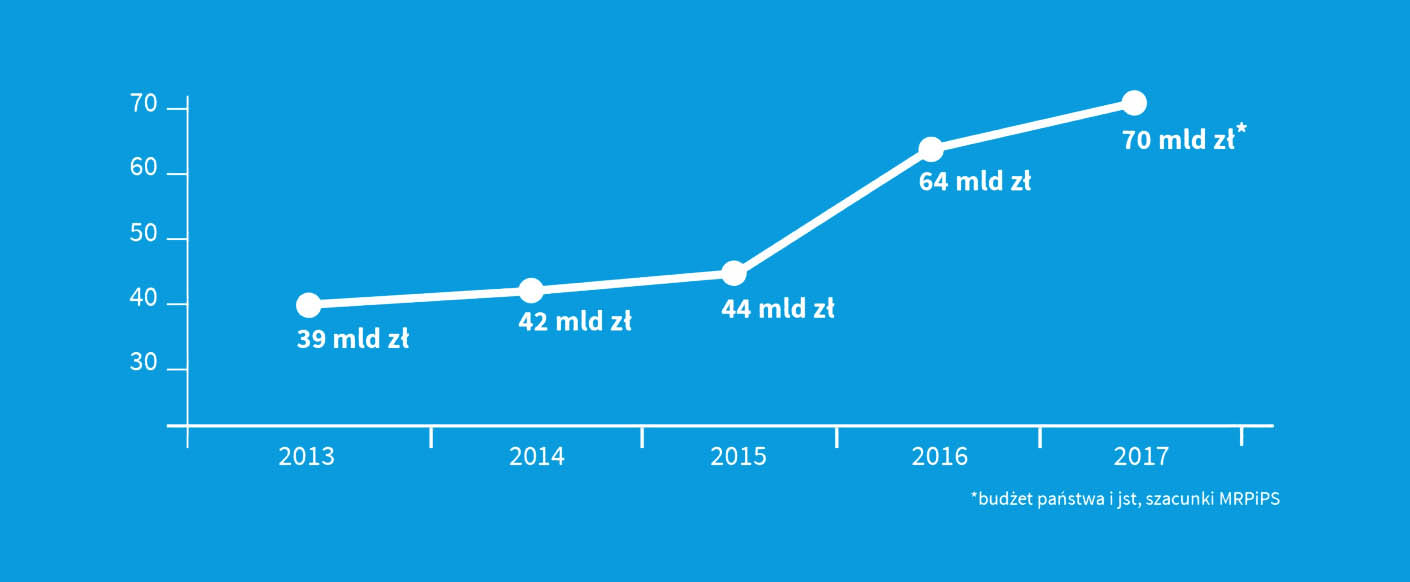 70
60
50
40
30
39 mld zł
42 mld zł
44 mld zł
64 mld zł
70 mld zł*
2013 2014 2015 2016 2017
*budżet państwa i jst, szacunki MRPiPS